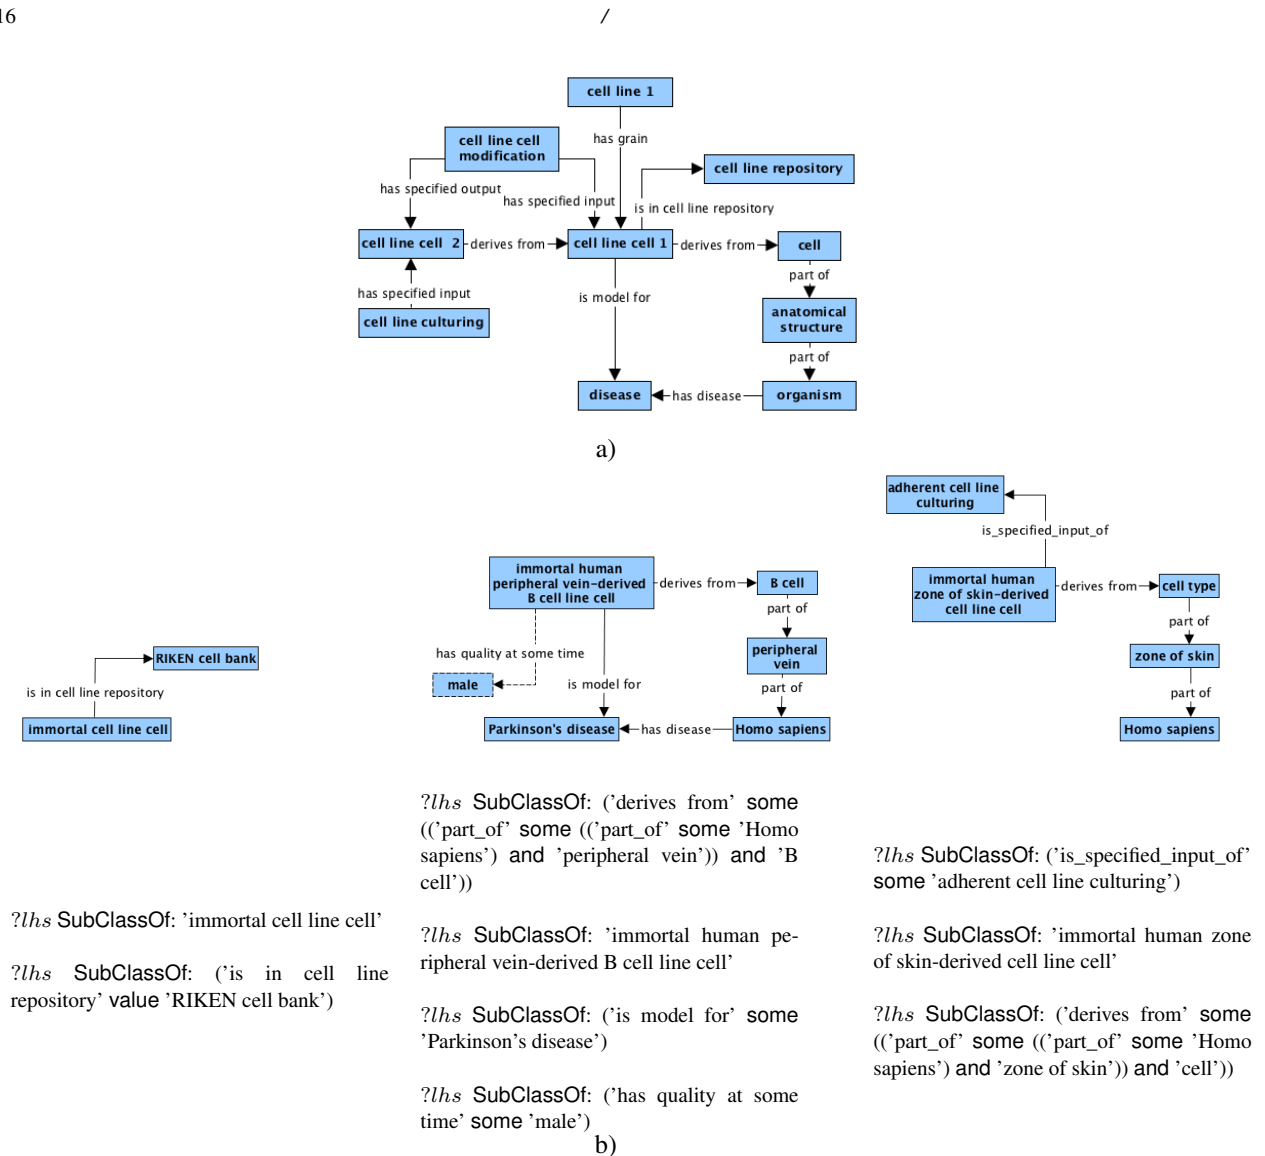 16 /
cell line 1
has grain
cell line cell
modification
cell line repository
has specified output
has specified input
is in cell line repository
cell line cell  2
derives from
cell line cell 1
derives from
cell
part of
has specified input
is model for
cell line culturing
anatomical
structure
part of
disease
has disease
organism
a)
RIKEN cell bank
is in cell line repository
immortal cell line cell
immortal human
peripheral vein-derived
B cell line cell
derives from
B cell
part of
has quality at some time
peripheral
vein
male
is model for
part of
Parkinson's disease
has disease
Homo sapiens
adherent cell line
culturing
is_specified_input_of
immortal human
zone of skin-derived
cell line cell
derives from
cell type
part of
zone of skin
part of
Homo sapiens
?lhs SubClassOf: ’immortal cell line cell’
?lhs SubClassOf: (’is in cell line
repository’ value ’RIKEN cell bank’)
?lhs SubClassOf: (’derives from’ some
((’part_of’ some ((’part_of’ some ’Homo
sapiens’) and ’peripheral vein’)) and ’B
cell’))
?lhs SubClassOf: ’immortal human pe-
ripheral vein-derived B cell line cell’
?lhs SubClassOf: (’is model for’ some
’Parkinson’s disease’)
?lhs SubClassOf: (’has quality at some
time’ some ’male’)
?lhs SubClassOf: (’is_specified_input_of’
some ’adherent cell line culturing’)
?lhs SubClassOf: ’immortal human zone
of skin-derived cell line cell’
?lhs SubClassOf: (’derives from’ some
((’part_of’ some ((’part_of’ some ’Homo
sapiens’) and ’zone of skin’)) and ’cell’))
b)